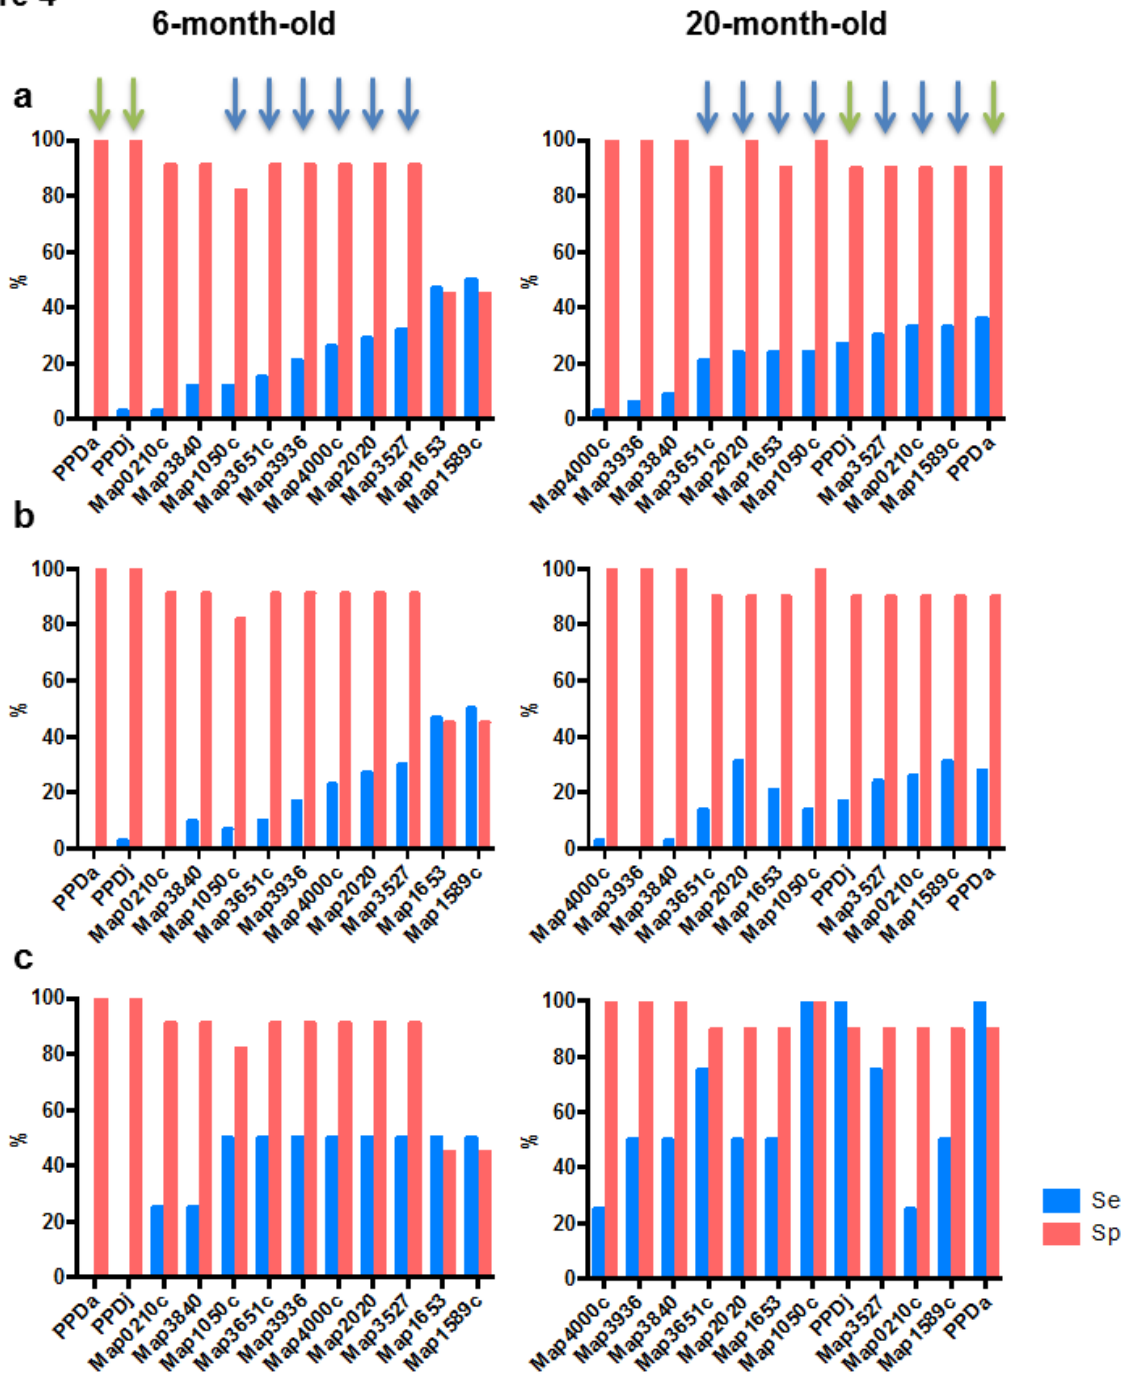 6-month-old
20-month-old
a
100
80
60
40
20
0
%
PPDa
PPDj
Map0210c
Map3840
Map1050c
Map3651c
Map3936
Map4000c
Map2020
Map3527
Map1653
Map1589c
100
80
60
40
20
0
%
Map4000c
Map3936
Map3840
Map3651c
Map2020
Map1653
Map1050c
PPDj
Map3527
Map0210c
Map1589c
PPDa
b
100
80
60
40
20
0
%
PPDa
PPDj
Map0210c
Map3840
Map1050c
Map3651c
Map3936
Map4000c
Map2020
Map3527
Map1653
Map1589c
100
80
60
40
20
0
%
Map4000c
Map3936
Map3840
Map3651c
Map2020
Map1653
Map1050c
PPDj
Map3527
Map0210c
Map1589c
PPDa
c
100
80
60
40
20
0
%
PPDa
PPDj
Map0210c
Map3840
Map1050c
Map3651c
Map3936
Map4000c
Map2020
Map3527
Map1653
Map1589c
100
80
60
40
20
0
%
Map4000c
Map3936
Map3840
Map3651c
Map2020
Map1653
Map1050c
PPDj
Map3527
Map0210c
Map1589c
PPDa
Se
Sp